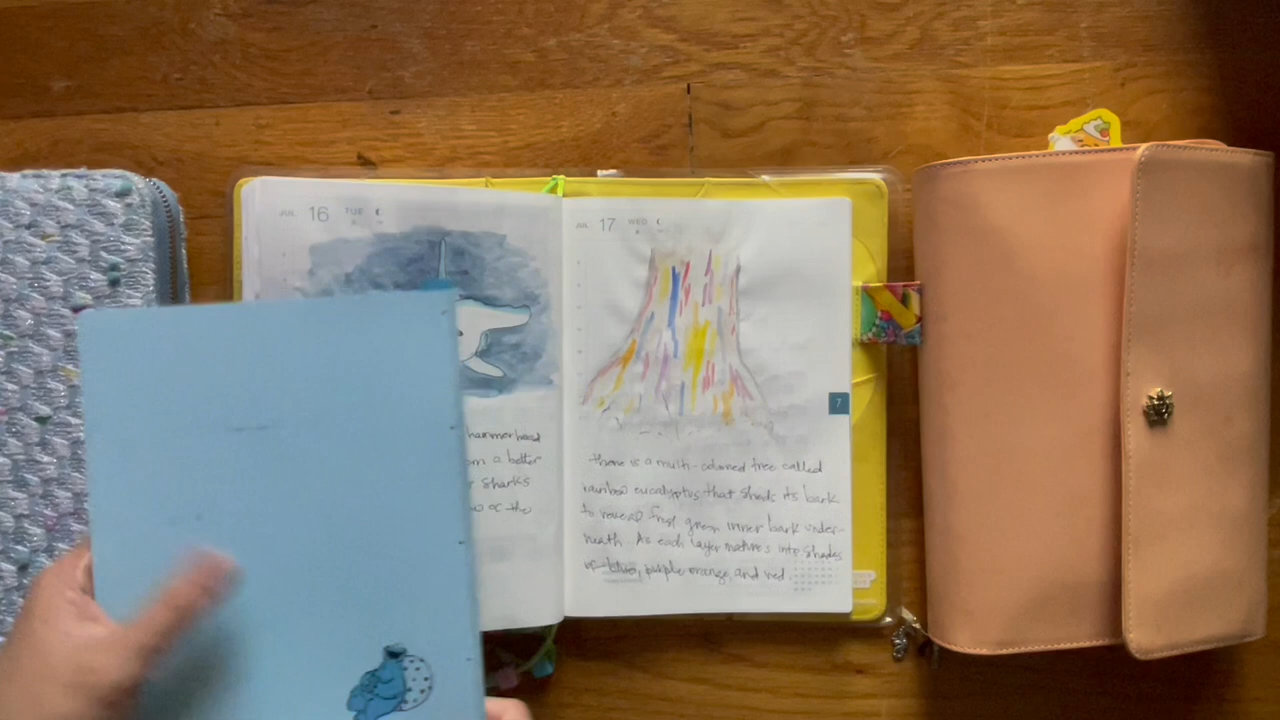 JUL 16 TUE
hammerhead
om a better
sharks
w of the
JUL 17 WED
7
there is a multi-colored tree called
rainbow eucalyptus that sheds its bark
to reveal fresh green inner bark under-
neath. As each layer matures into shades
of blue, purple orange, and red.